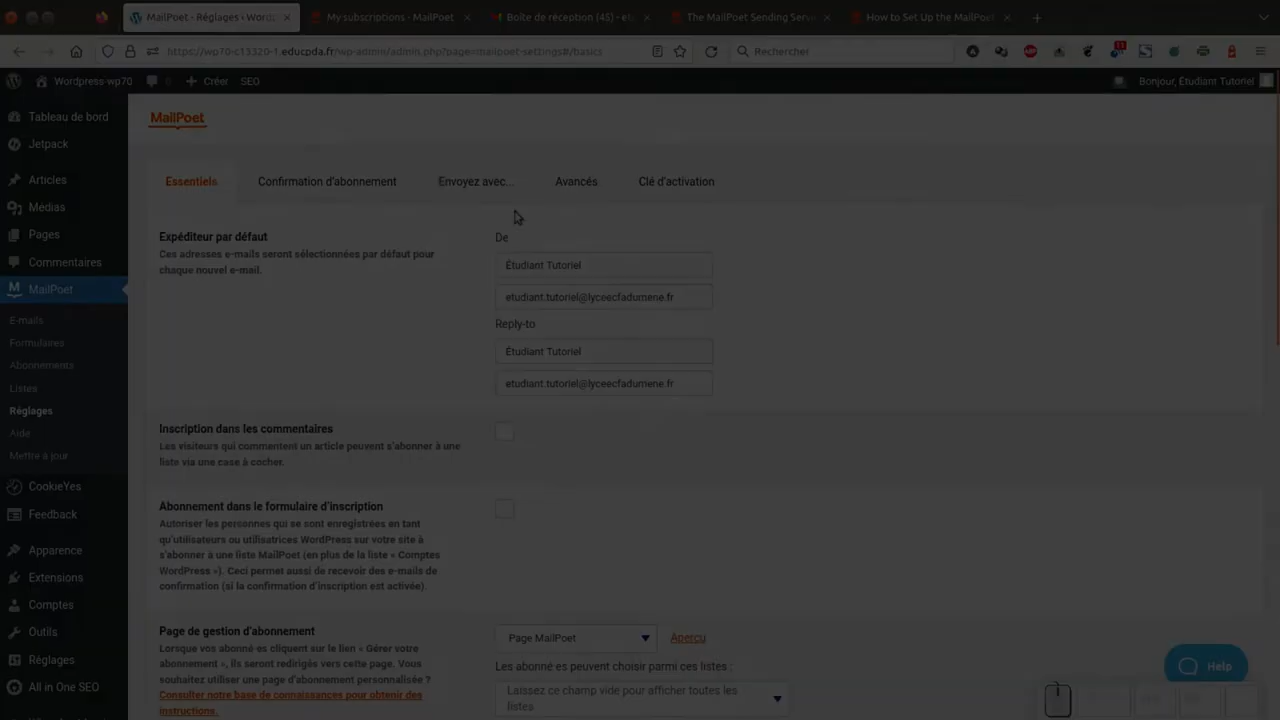 MailPoet - Réglages ‹ Wordp
My subscriptions - MailPoet
Boîte de réception (45) - et
The MailPoet Sending Serv
How to Set Up the MailPoet
https://wp70-c13320-1.educpda.fr/wp-admin/admin.php?page=mailpoet-settings#/basics
Rechercher
Wordpress-wp70
Créer
SEO
Bonjour, Étudiant Tutoriel
Tableau de bord
Jetpack
Articles
Médias
Pages
Commentaires
MailPoet
E-mails
Formulaires
Abonnements
Listes
Réglages
Aide
Mettre à jour
CookieYes
Feedback
Apparence
Extensions
Comptes
Outils
Réglages
All in One SEO
MailPoet
Essentiels
Confirmation d'abonnement
Envoyez avec...
Avancés
Clé d'activation
Expéditeur par défaut
Ces adresses e-mails seront sélectionnées par défaut pour
chaque nouvel e-mail.
De
Étudiant Tutoriel
etudiant.tutoriel@lyceecfadumene.fr
Reply-to
Étudiant Tutoriel
etudiant.tutoriel@lyceecfadumene.fr
Inscription dans les commentaires
Les visiteurs qui commentent un article peuvent s'abonner à une
liste via une case à cocher.
Abonnement dans le formulaire d'inscription
Autoriser les personnes qui se sont enregistrées en tant
qu'utilisateurs ou utilisatrices WordPress sur votre site à
s'abonner à une liste MailPoet (en plus de la liste « Comptes
WordPress »). Ceci permet aussi de recevoir des e-mails de
confirmation (si la confirmation d'inscription est activée).
Page de gestion d'abonnement
Lorsque vos abonné·es cliquent sur le lien « Gérer votre
abonnement », ils seront redirigés vers cette page. Vous
souhaitez utiliser une page d'abonnement personnalisée ?
Consulter notre base de connaissances pour obtenir des
instructions.
Page MailPoet
Aperçu
Les abonné·es peuvent choisir parmi ces listes :
Laissez ce champ vide pour afficher toutes les
listes
Help